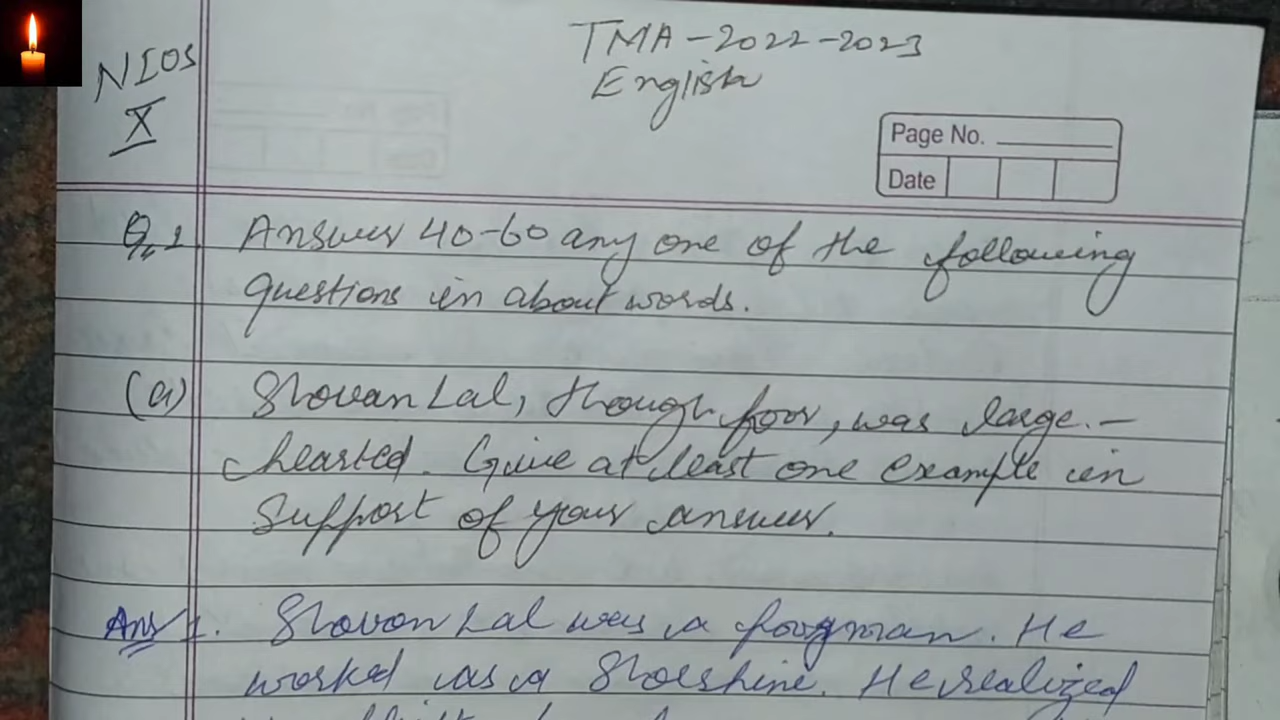 NIOS
X
TMA-2022-2023
English
Page No.
Date
Q.1 Answer 40-60 any one of the following
questions in about words.
(a) Shovan Lal, though poor, was large-
hearted. Give at least one example in
support of your answer.
Ans 1. Shovon Lal was a poor man. He
worked as a Shoeshine. He realized